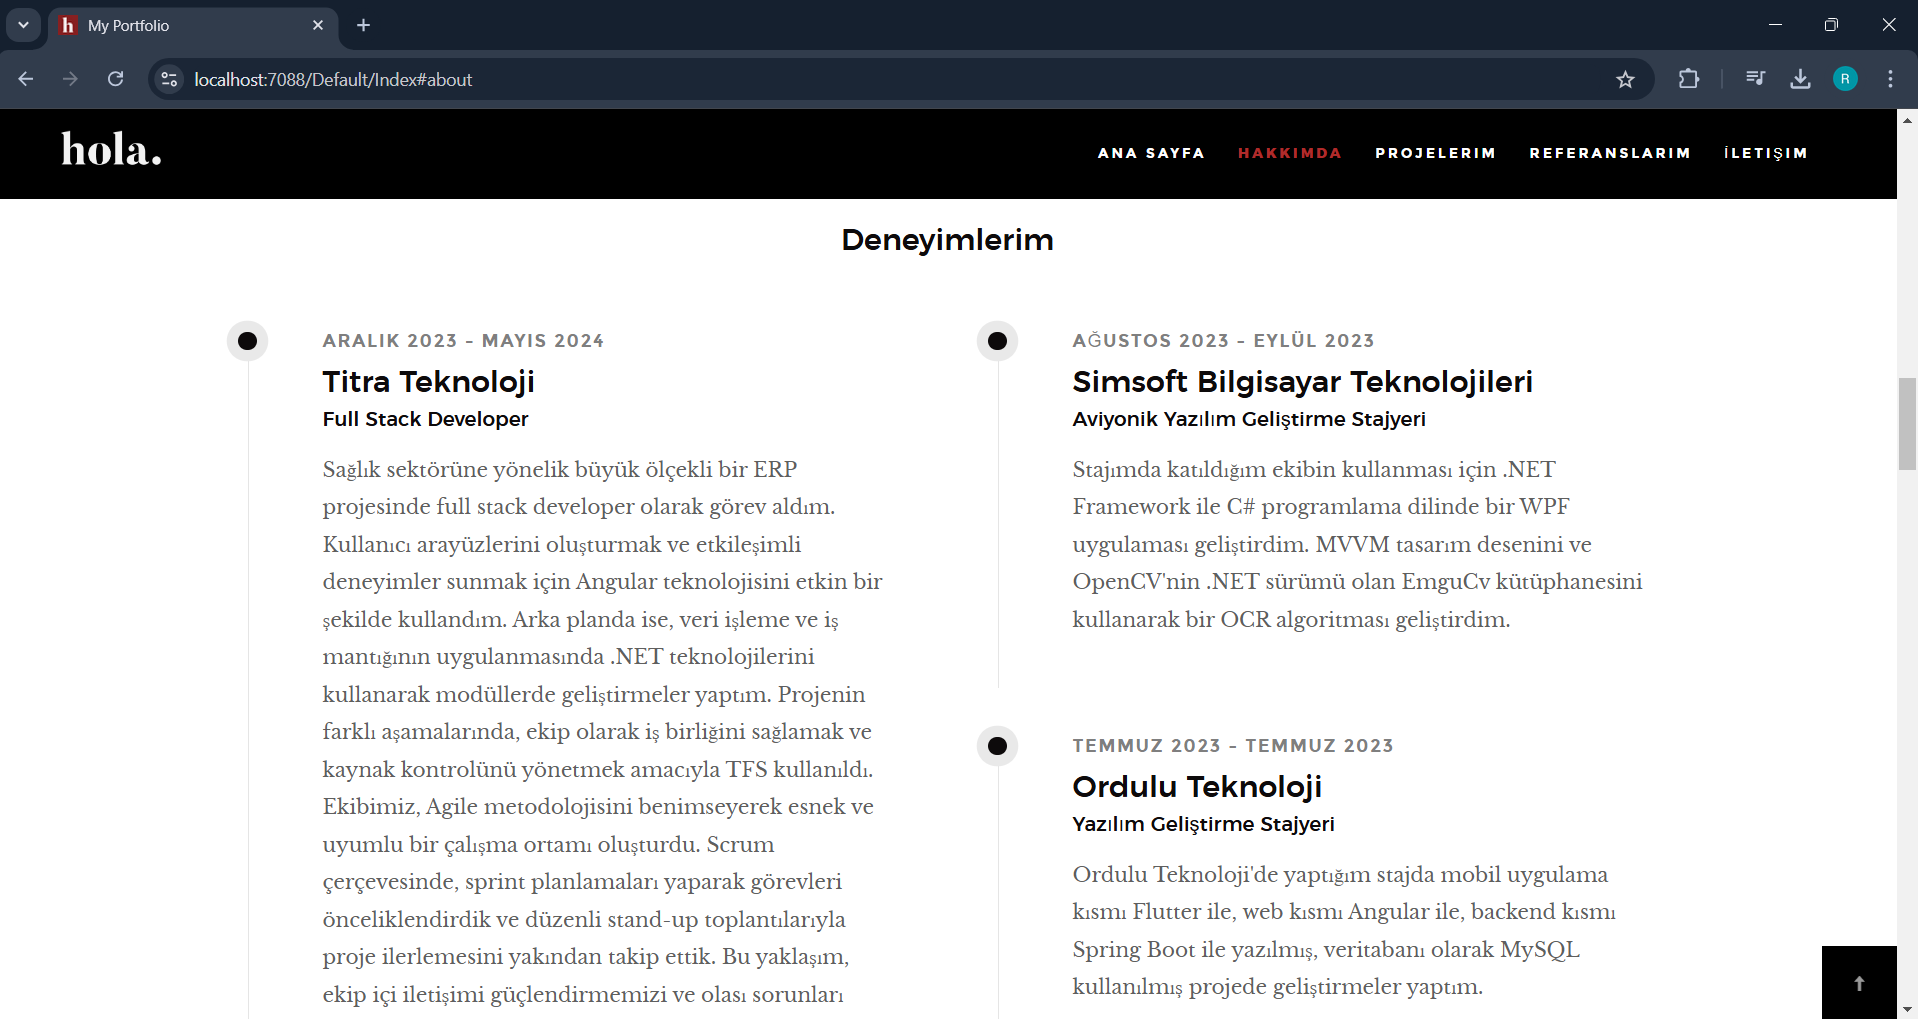 My Portfolio
localhost:7088/Default/Index#about
R
hola.
ANA SAYFA HAKKIMDA PROJELERIM REFERANSLARIM İLETIŞIM
Deneyimlerim
ARALIK 2023 - MAYIS 2024
Titra Teknoloji
Full Stack Developer
Sağlık sektörüne yönelik büyük ölçekli bir ERP
projesinde full stack developer olarak görev aldım.
Kullanıcı arayüzlerini oluşturmak ve etkileşimli
deneyimler sunmak için Angular teknolojisini etkin bir
şekilde kullandım. Arka planda ise, veri işleme ve iş
mantığının uygulanmasında .NET teknolojilerini
kullanarak modüllerde geliştirmeler yaptım. Projenin
farklı aşamalarında, ekip olarak iş birliğini sağlamak ve
kaynak kontrolünü yönetmek amacıyla TFS kullanıldı.
Ekibimiz, Agile metodolojisini benimseyerek esnek ve
uyumlu bir çalışma ortamı oluşturdu. Scrum
çerçevesinde, sprint planlamaları yaparak görevleri
önceliklendirdik ve düzenli stand-up toplantılarıyla
proje ilerlemesini yakından takip ettik. Bu yaklaşım,
ekip içi iletişimi güçlendirmemizi ve olası sorunları
AĞUSTOS 2023 - EYLÜL 2023
Simsoft Bilgisayar Teknolojileri
Aviyonik Yazılım Geliştirme Stajyeri
Stajımda katıldığım ekibin kullanması için .NET
Framework ile C# programlama dilinde bir WPF
uygulaması geliştirdim. MVVM tasarım desenini ve
OpenCV'nin .NET sürümü olan EmguCv kütüphanesini
kullanarak bir OCR algoritması geliştirdim.
TEMMUZ 2023 - TEMMUZ 2023
Ordulu Teknoloji
Yazılım Geliştirme Stajyeri
Ordulu Teknoloji'de yaptığım stajda mobil uygulama
kısmı Flutter ile, web kısmı Angular ile, backend kısmı
Spring Boot ile yazılmış, veritabanı olarak MySQL
kullanılmış projede geliştirmeler yaptım.